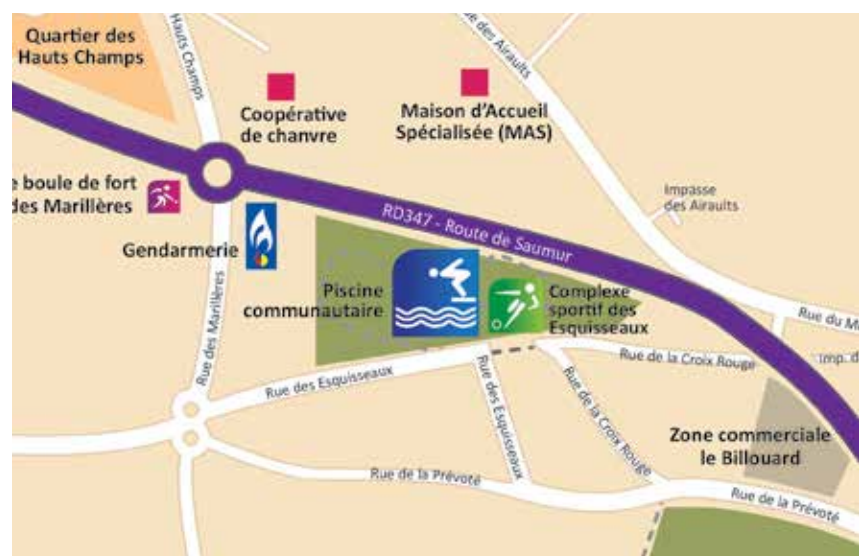 Quartier des
Hauts Champs
Hauts Champs
ue des Airaults
Coopérative
de chanvre
Maison d'Accueil
Spécialisée (MAS)
e boule de fort
des Marillères
Gendarmerie
RD347 - Route de Saumur
Impasse
des Airaults
Piscine
communautaire
Complexe
sportif des
Esquisseaux
Rue des Marillères
Rue du M
Rue des Esquisseaux
Rue de la Croix Rouge
Imp. d
Rue des Esquisseaux
Rue de la Croix Rouge
Zone commerciale
le Billouard
Rue de la Prévoté
Rue de la Prévoté